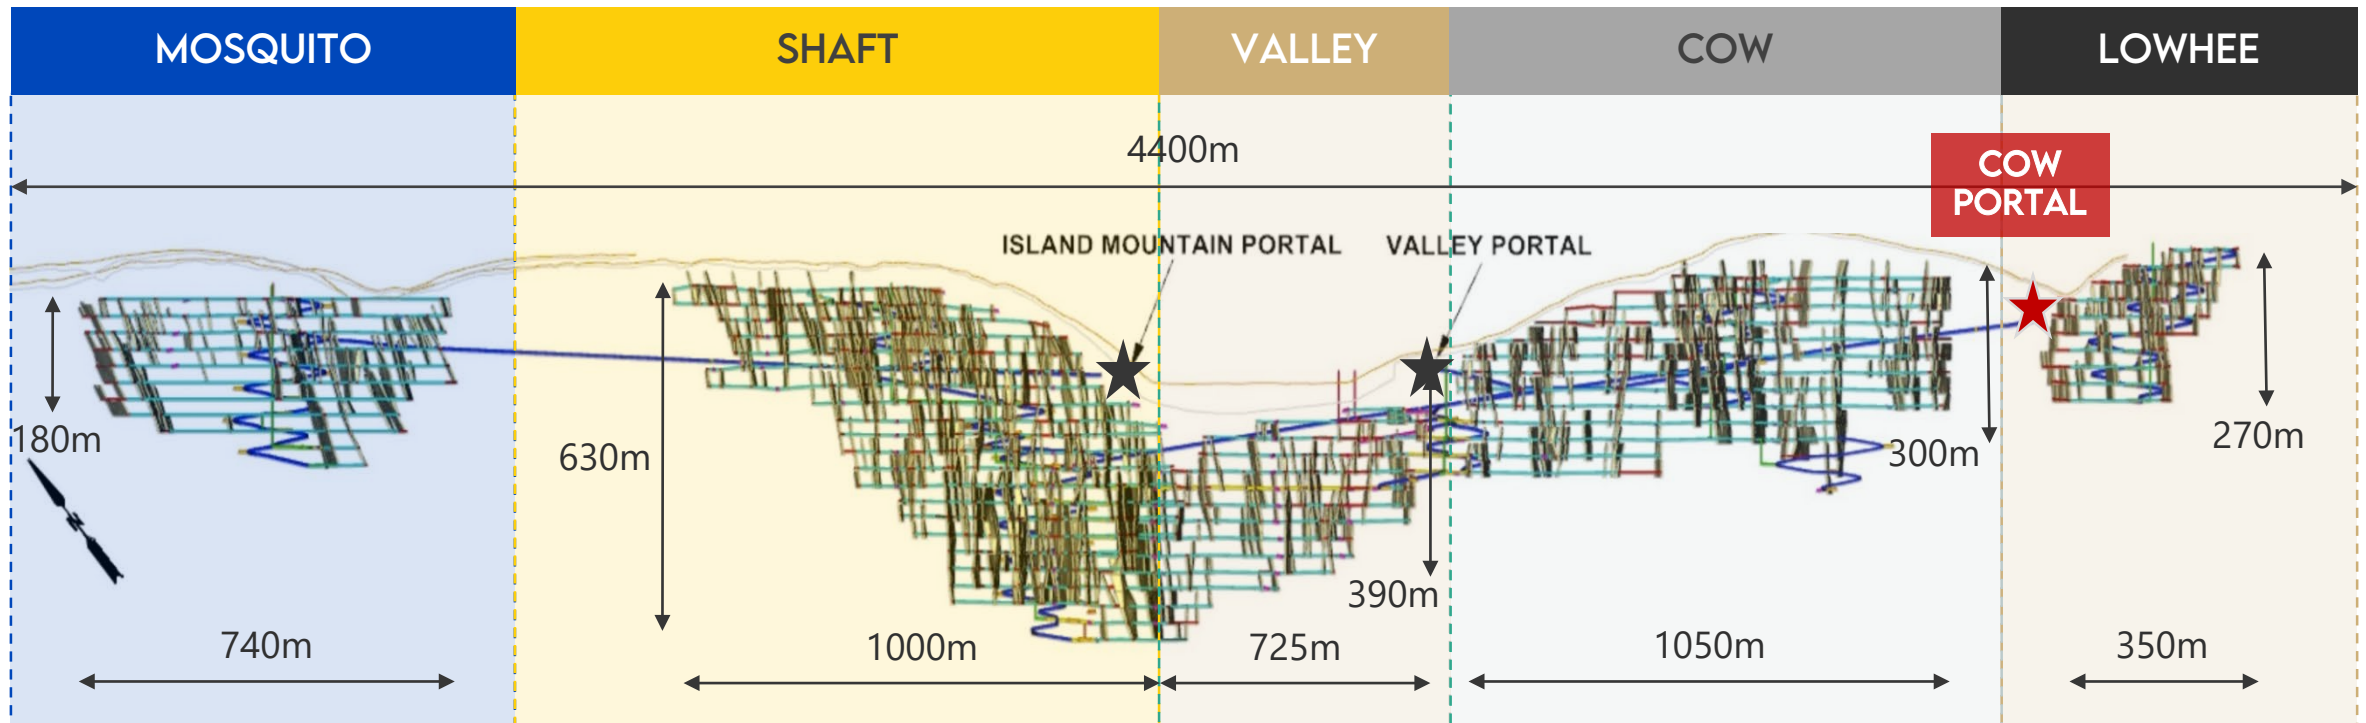 MOSQUITO
SHAFT
VALLEY
COW
LOWHEE
4400m
COW
PORTAL
ISLAND MOUNTAIN PORTAL
VALLEY PORTAL
180m
630m
300m
270m
390m
740m
1000m
725m
1050m
350m
N